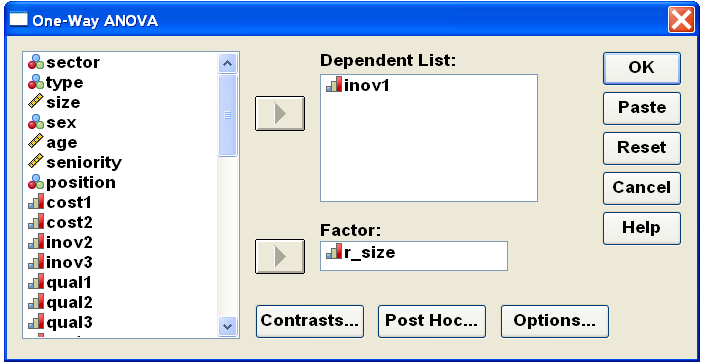 One-Way ANOVA
sector
type
size
sex
age
seniority
position
cost1
cost2
inov2
inov3
qual1
qual2
qual3
Dependent List:
inov1
Factor:
r_size
Contrasts...
Post Hoc...
Options...
OK
Paste
Reset
Cancel
Help